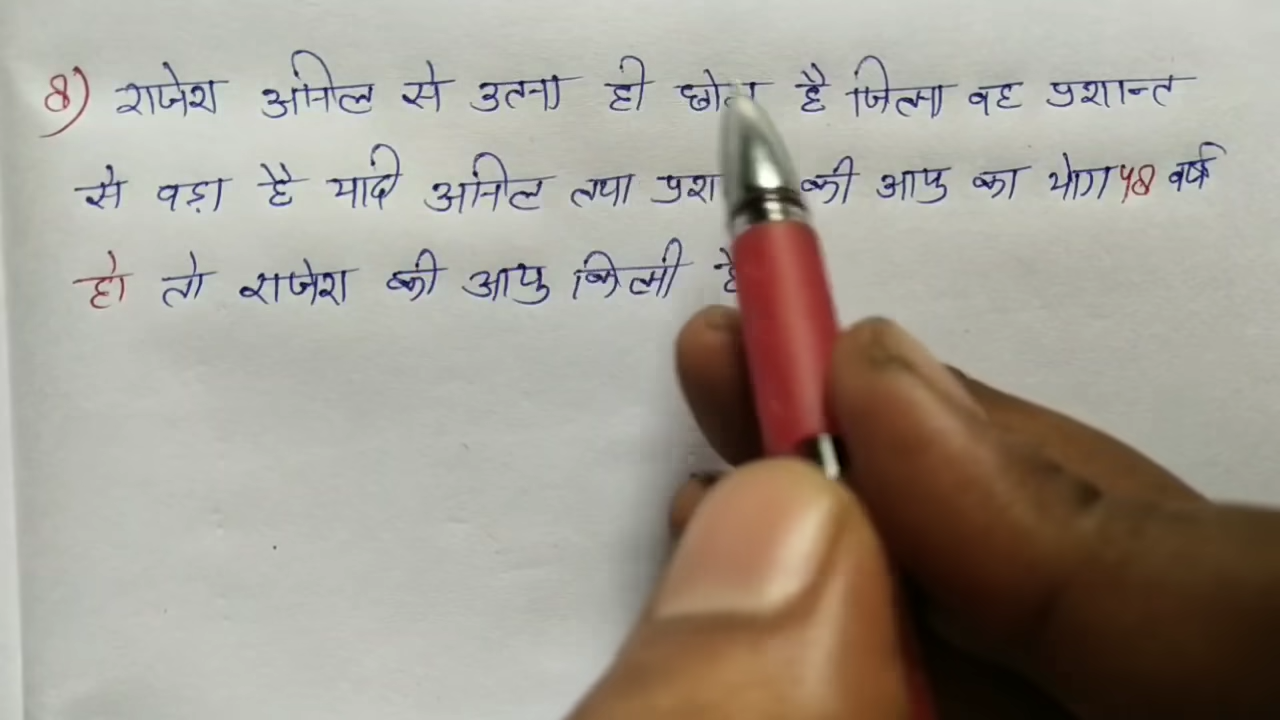 8) राजेश अनिल से उतना ही छोटा है जितना वह प्रशान्त
से बड़ा है यदि अनिल तथा की आयु का योग 48 वर्ष
हो तो राजेश की आयु कितनी है